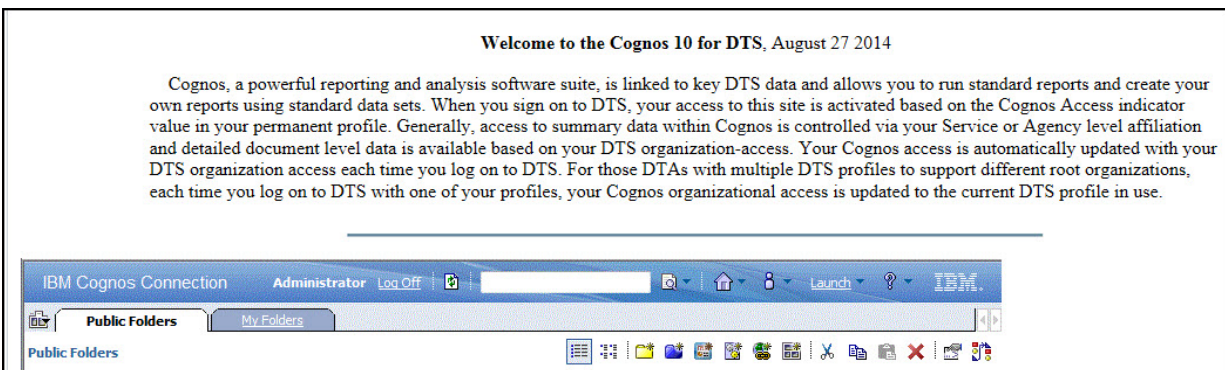 Welcome to the Cognos 10 for DTS, August 27 2014
Cognos, a powerful reporting and analysis software suite, is linked to key DTS data and allows you to run standard reports and create your
own reports using standard data sets. When you sign on to DTS, your access to this site is activated based on the Cognos Access indicator
value in your permanent profile. Generally, access to summary data within Cognos is controlled via your Service or Agency level affiliation
and detailed document level data is available based on your DTS organization-access. Your Cognos access is automatically updated with your
DTS organization access each time you log on to DTS. For those DTAs with multiple DTS profiles to support different root organizations,
each time you log on to DTS with one of your profiles, your Cognos organizational access is updated to the current DTS profile in use.
IBM Cognos Connection Administrator Log Off Launch ? IBM.
Public Folders My Folders
Public Folders